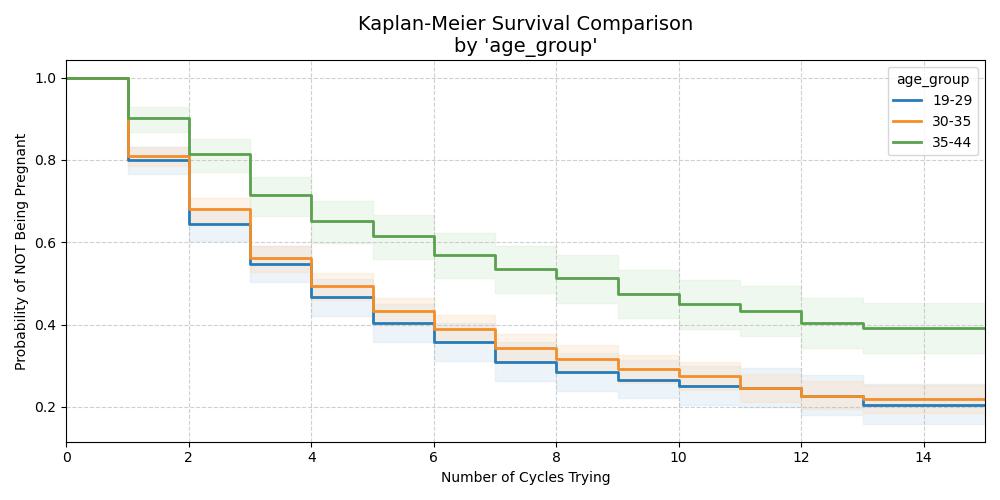 Kaplan-Meier Survival Comparison
by 'age_group'
Probability of NOT Being Pregnant
1.0
0.8
0.6
0.4
0.2
age_group
19-29
30-35
35-44
0 2 4 6 8 10 12 14
Number of Cycles Trying